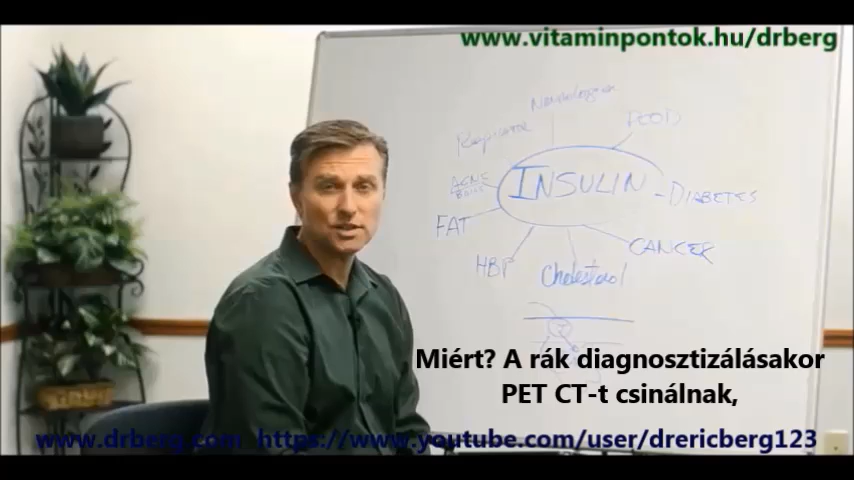 www.vitaminpontok.hu/drberg
FOOD
ACNE
INSULIN
DIABETES
FAT
CANCER
HBP
Cholesterol
Miért? A rák diagnosztizálásakor
PET CT-t csinálnak,
www.drberg.com https://www.youtube.com/user/drericberg123